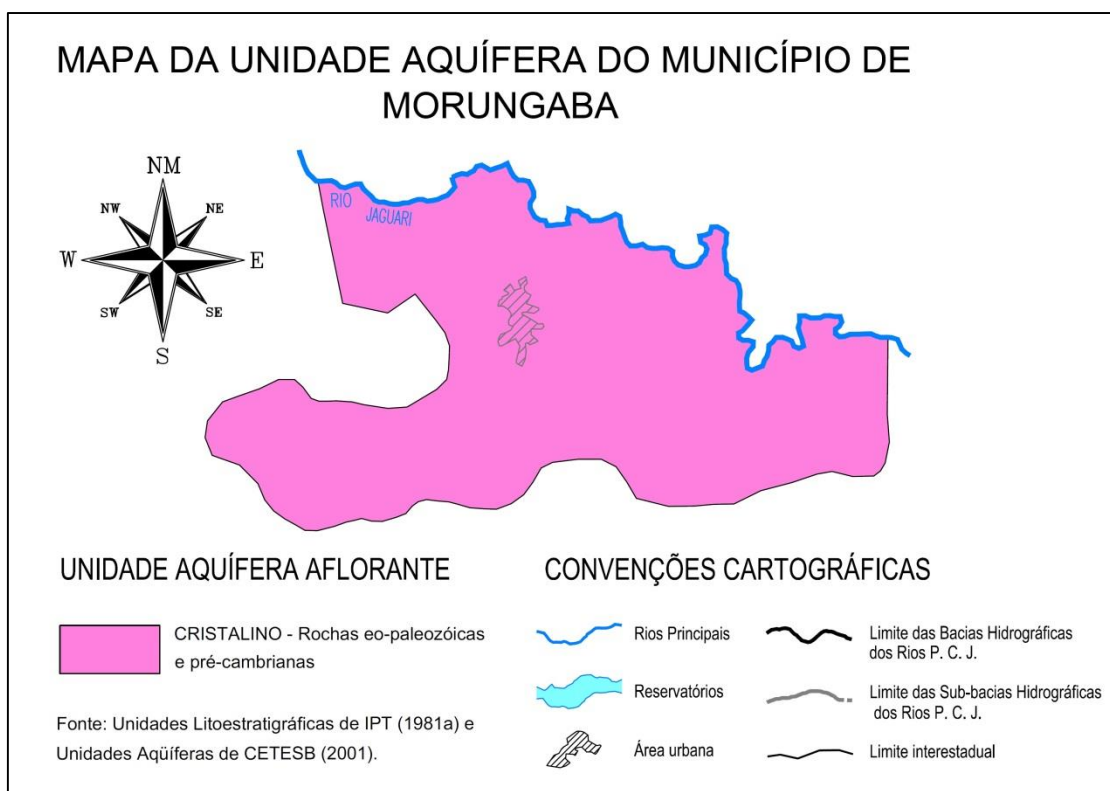 MAPA DA UNIDADE AQUÍFERA DO MUNICÍPIO DE
MORUNGABA
NM
NW
NE
W
E
SW
SE
S
RIO
JAGUARI
UNIDADE AQUÍFERA AFLORANTE
CRISTALINO - Rochas eo-paleozóicas
e pré-cambrianas
Fonte: Unidades Litoestratigráficas de IPT (1981a) e
Unidades Aqüíferas de CETESB (2001).
CONVENÇÕES CARTOGRÁFICAS
Rios Principais
Reservatórios
Área urbana
Limite das Bacias Hidrográficas
dos Rios P. C. J.
Limite das Sub-bacias Hidrográficas
dos Rios P. C. J.
Limite interestadual